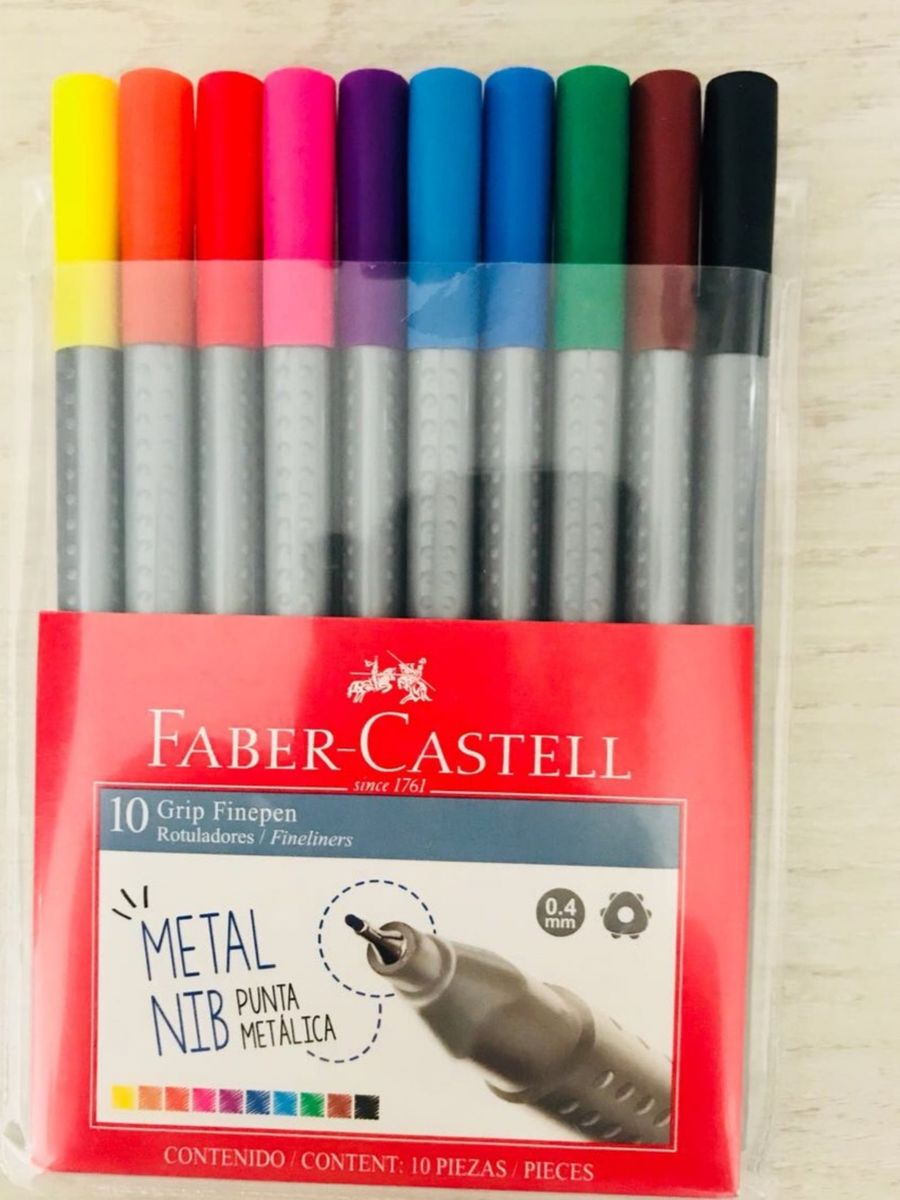 FABER-CASTELL
since 1761
10 Grip Finepen
Rotuladores / Fineliners
METAL
NIB PUNTA
METÁLICA
0.4
mm
CONTENIDO / CONTENT: 10 PIEZAS / PIECES